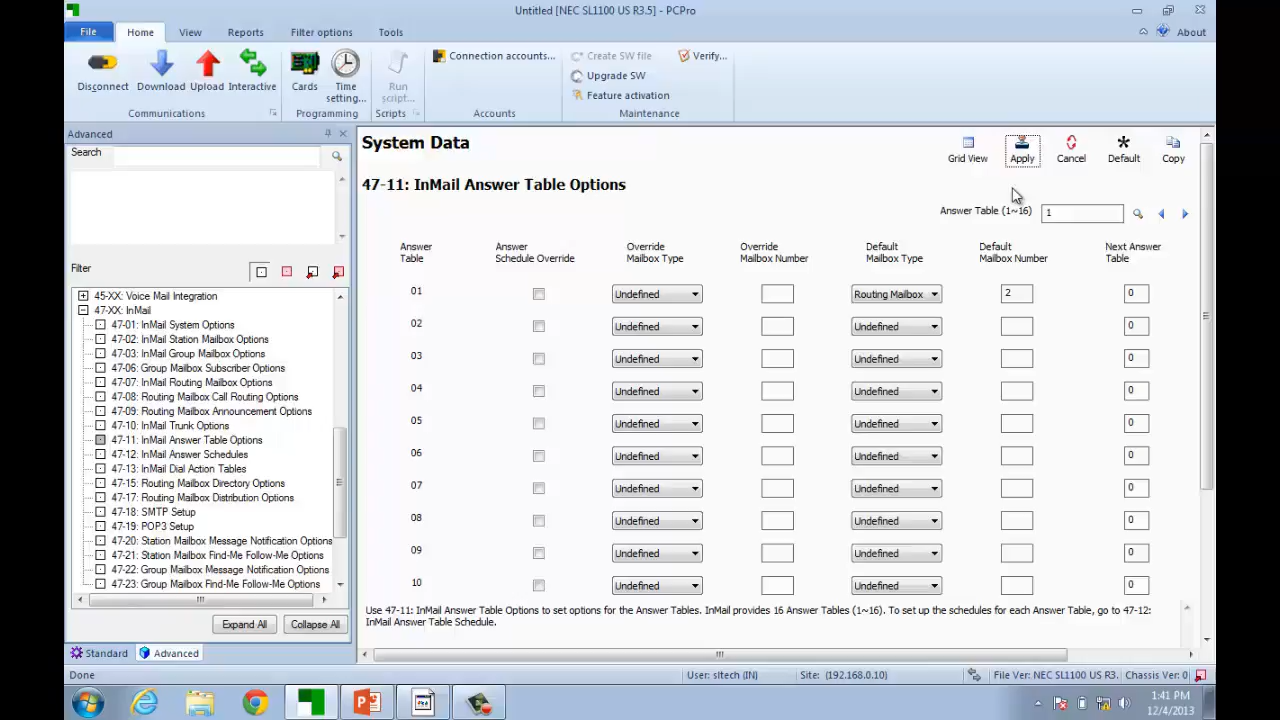 Untitled [NEC SL1100 US R3.5] - PCPro
File Home View Reports Filter options Tools About
Disconnect Download Upload Interactive
Communications
Cards Time setting...
Programming
Run script...
Scripts
Connection accounts...
Accounts
Create SW file Verify...
Upgrade SW
Feature activation
Maintenance
Advanced
Search
Filter
45-XX: Voice Mail Integration
47-XX: InMail
47-01: InMail System Options
47-02: InMail Station Mailbox Options
47-03: InMail Group Mailbox Options
47-06: Group Mailbox Subscriber Options
47-07: InMail Routing Mailbox Options
47-08: Routing Mailbox Call Routing Options
47-09: Routing Mailbox Announcement Options
47-10: InMail Trunk Options
47-11: InMail Answer Table Options
47-12: InMail Answer Schedules
47-13: InMail Dial Action Tables
47-15: Routing Mailbox Directory Options
47-17: Routing Mailbox Distribution Options
47-18: SMTP Setup
47-19: POP3 Setup
47-20: Station Mailbox Message Notification Options
47-21: Station Mailbox Find-Me Follow-Me Options
47-22: Group Mailbox Message Notification Options
47-23: Group Mailbox Find-Me Follow-Me Options
Expand All Collapse All
Standard Advanced
System Data
Grid View Apply Cancel Default Copy
47-11: InMail Answer Table Options
Answer Table (1~16) 1
Answer Table Answer Schedule Override Override Mailbox Type Override Mailbox Number Default Mailbox Type Default Mailbox Number Next Answer Table
01 Undefined Routing Mailbox 2 0
02 Undefined Undefined 0
03 Undefined Undefined 0
04 Undefined Undefined 0
05 Undefined Undefined 0
06 Undefined Undefined 0
07 Undefined Undefined 0
08 Undefined Undefined 0
09 Undefined Undefined 0
10 Undefined Undefined 0
Use 47-11: InMail Answer Table Options to set options for the Answer Tables. InMail provides 16 Answer Tables (1~16). To set up the schedules for each Answer Table, go to 47-12:
InMail Answer Table Schedule.
Done User: sltech (IN) Site: (192.168.0.10) File Ver: NEC SL1100 US R3. Chassis Ver: 0
1:41 PM
12/4/2013